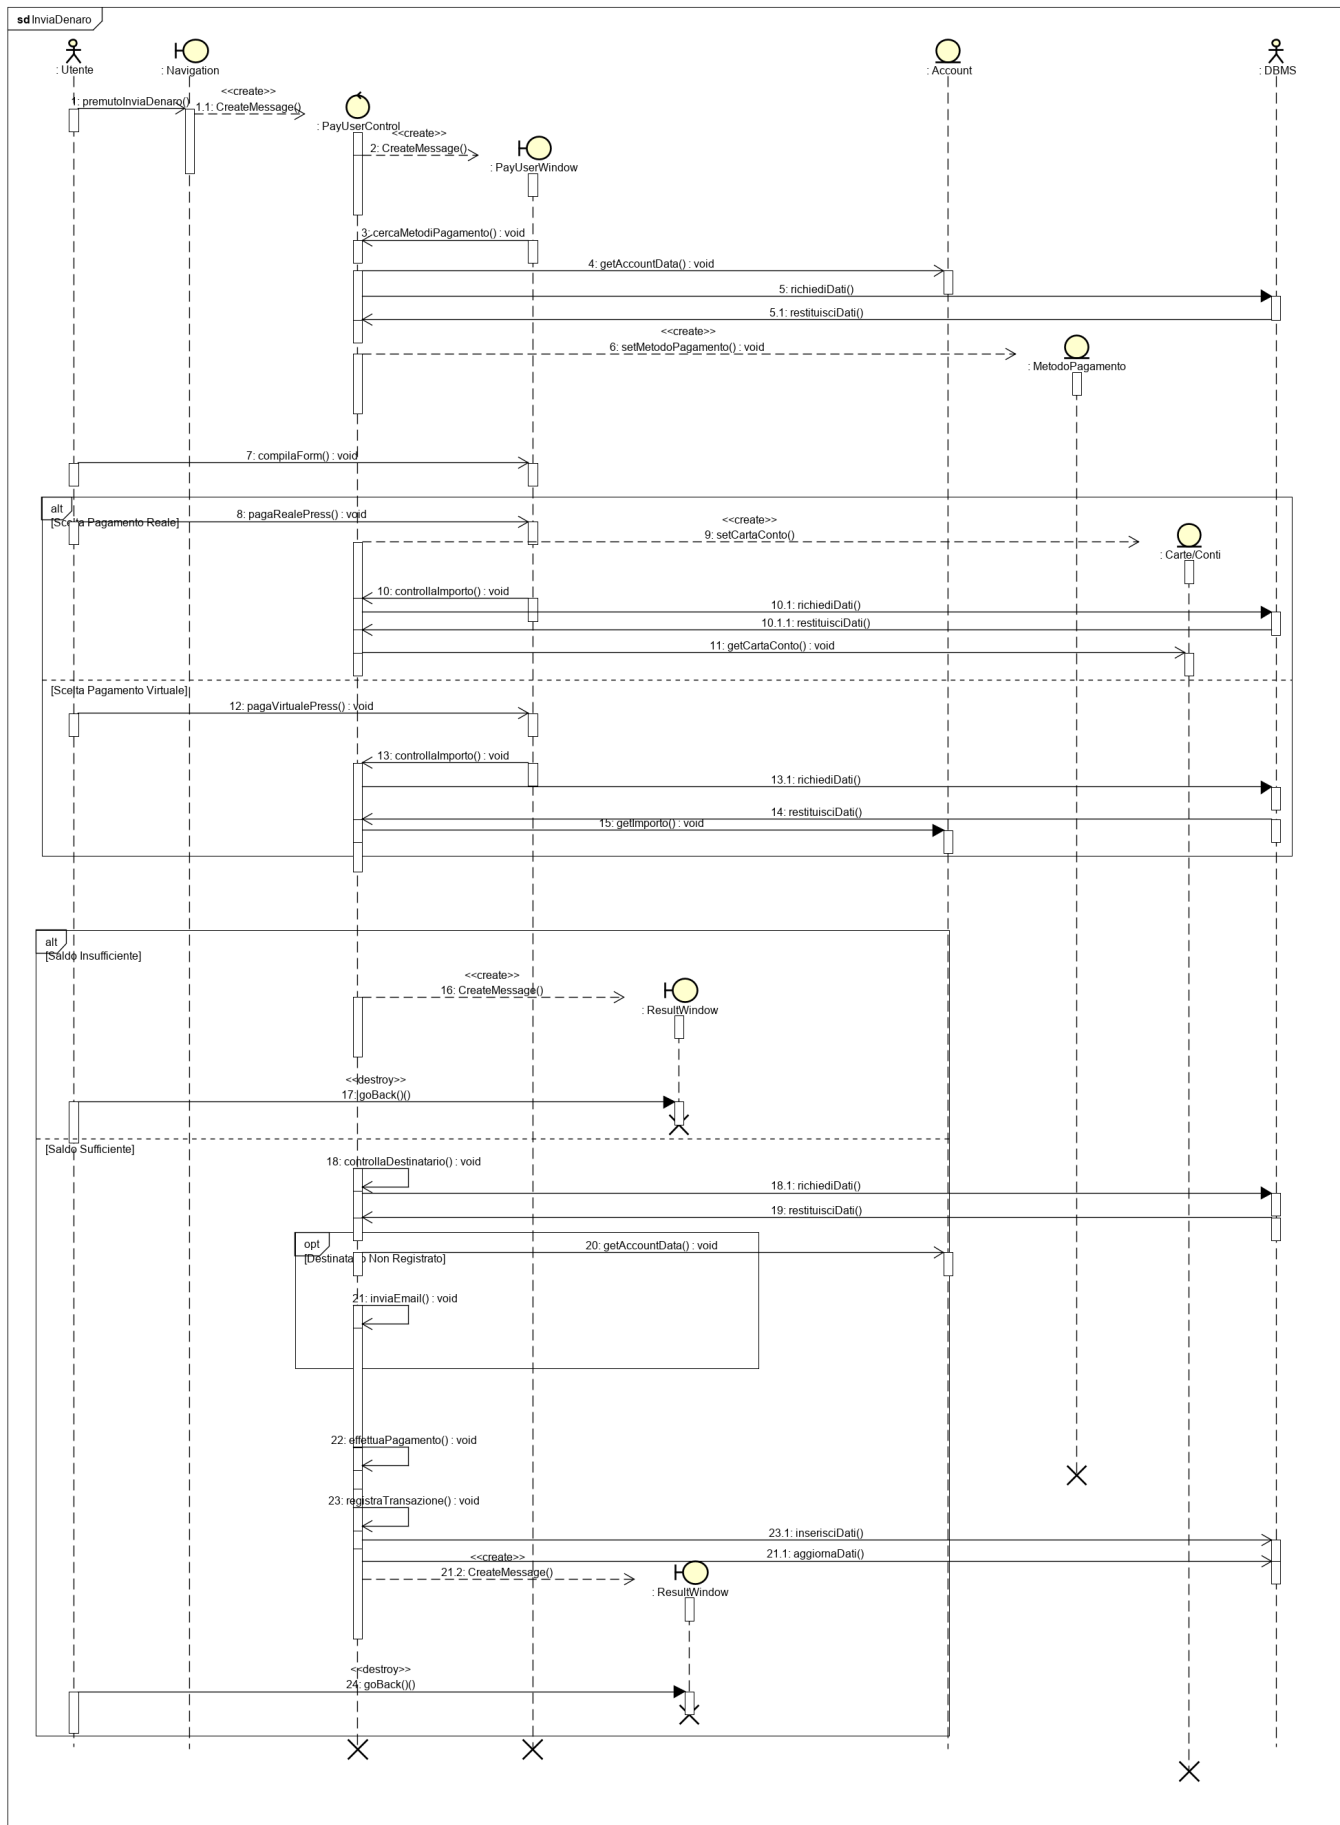 sd InviaDenaro
: Utente
: Navigation
: Account
: DBMS
1: premutoInviaDenaro()
<<create>>
1.1: CreateMessage()
: PayUserControl
<<create>>
2: CreateMessage()
: PayUserWindow
3: cercaMetodiPagamento() : void
4: getAccountData() : void
5: richiediDati()
5.1: restituisciDati()
<<create>>
6: setMetodoPagamento() : void
: MetodoPagamento
7: compilaForm() : void
alt
[Scelta Pagamento Reale]
8: pagaRealePress() : void
<<create>>
9: setCartaConto()
: Carte/Conti
10: controllaImporto() : void
10.1: richiediDati()
10.1.1: restituisciDati()
11: getCartaConto() : void
[Scelta Pagamento Virtuale]
12: pagaVirtualePress() : void
13: controllaImporto() : void
13.1: richiediDati()
14: restituisciDati()
15: getImporto() : void
alt
[Saldo Insufficiente]
<<create>>
16: CreateMessage()
: ResultWindow
<<destroy>>
17: goBack()()
[Saldo Sufficiente]
18: controllaDestinatario() : void
18.1: richiediDati()
19: restituisciDati()
opt
20: getAccountData() : void
[Destinatario Non Registrato]
21: inviaEmail() : void
22: effettuaPagamento() : void
23: registraTransazione() : void
23.1: inserisciDati()
21.1: aggiornaDati()
<<create>>
21.2: CreateMessage()
: ResultWindow
<<destroy>>
24: goBack()()